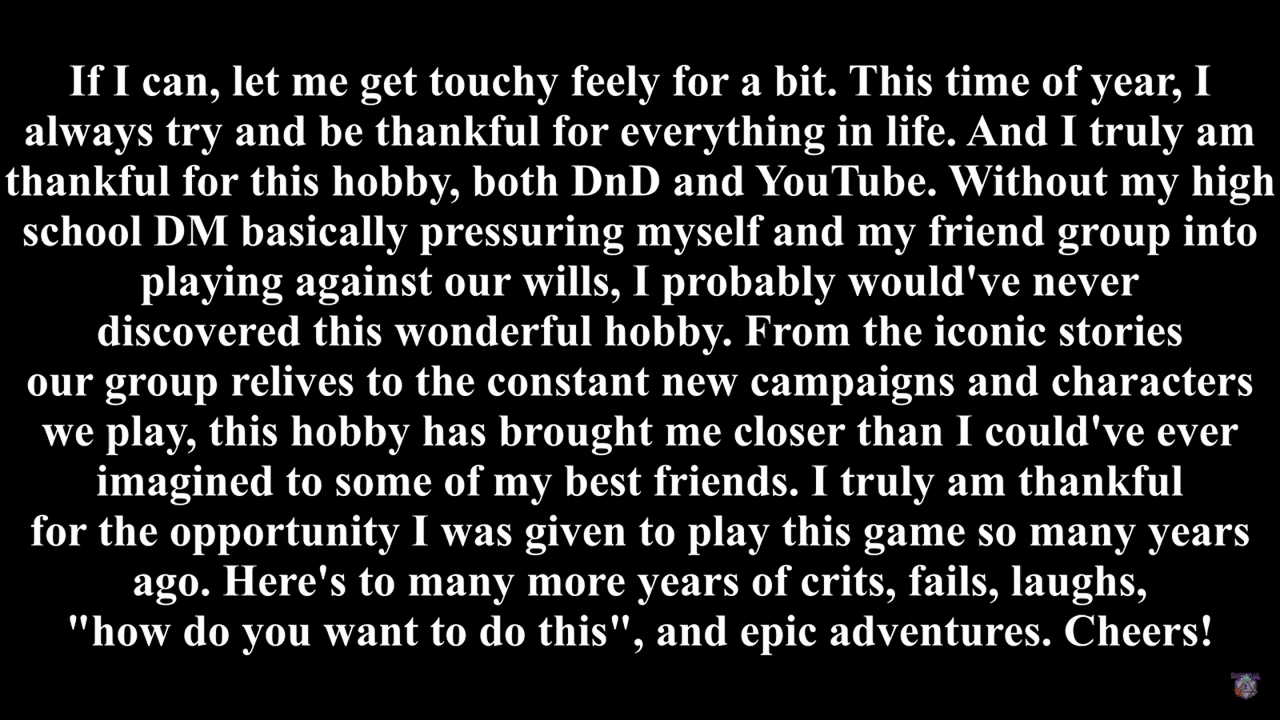 If I can, let me get touchy feely for a bit. This time of year, I
always try and be thankful for everything in life. And I truly am
thankful for this hobby, both DnD and YouTube. Without my high
school DM basically pressuring myself and my friend group into
playing against our wills, I probably would've never
discovered this wonderful hobby. From the iconic stories
our group relives to the constant new campaigns and characters
we play, this hobby has brought me closer than I could've ever
imagined to some of my best friends. I truly am thankful
for the opportunity I was given to play this game so many years
ago. Here's to many more years of crits, fails, laughs,
"how do you want to do this", and epic adventures. Cheers!